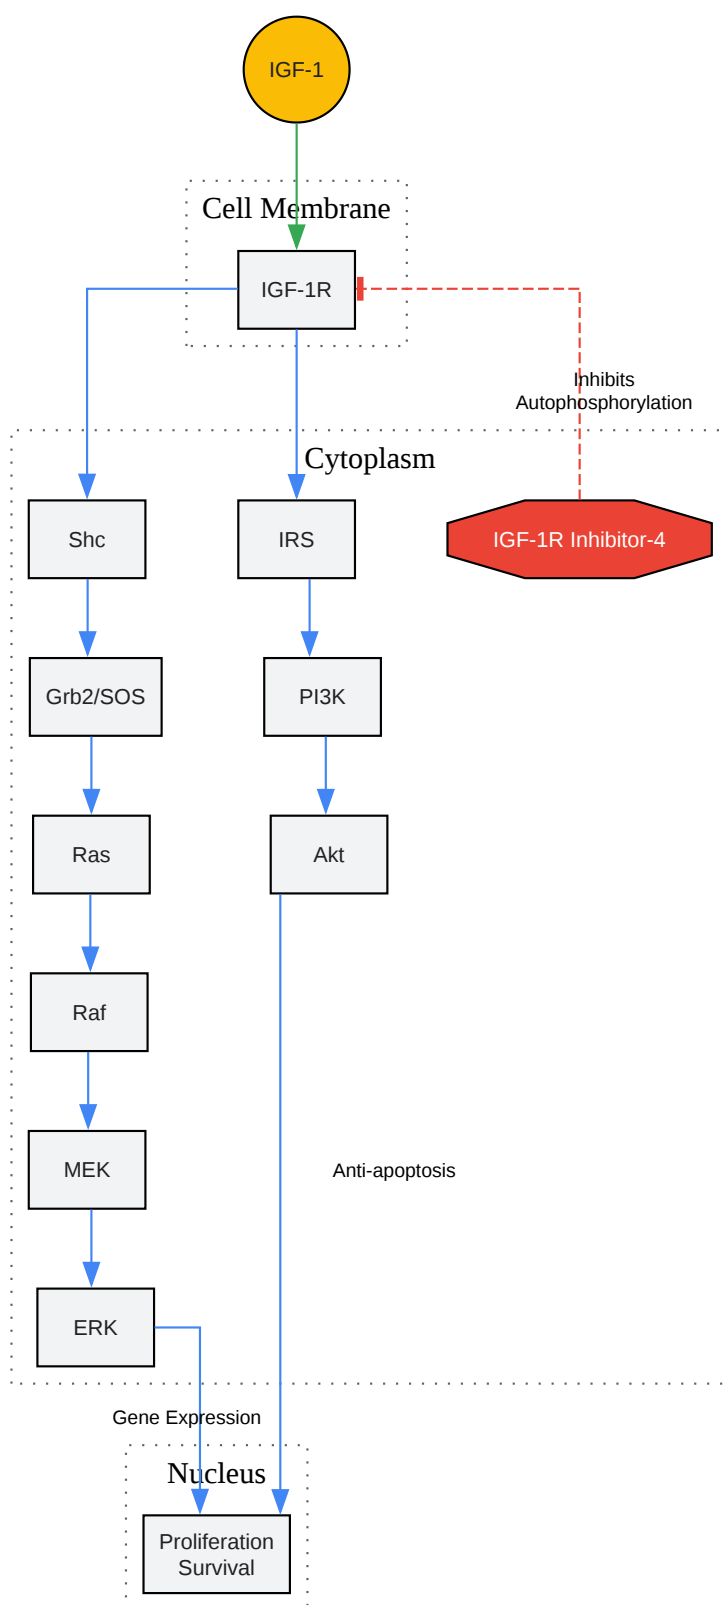 IGF-1
Cell Membrane
IGF-1R
Inhibits
Autophosphorylation
Cytoplasm
Shc
IRS
IGF-1R Inhibitor-4
Grb2/SOS
PI3K
Ras
Akt
Raf
MEK
Anti-apoptosis
ERK
Gene Expression
Nucleus
Proliferation
Survival